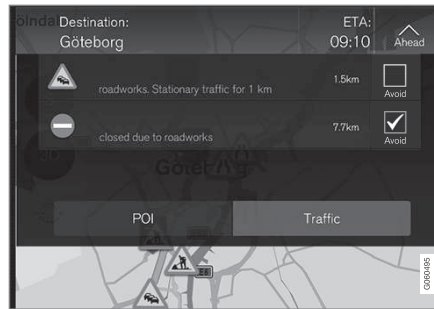 Destination:
Göteborg
ETA:
09:10
Ahead
roadworks. Stationary traffic for 1 km
1.5km
Avoid
closed due to roadworks
7.7km
Avoid
POI
Traffic
G060495